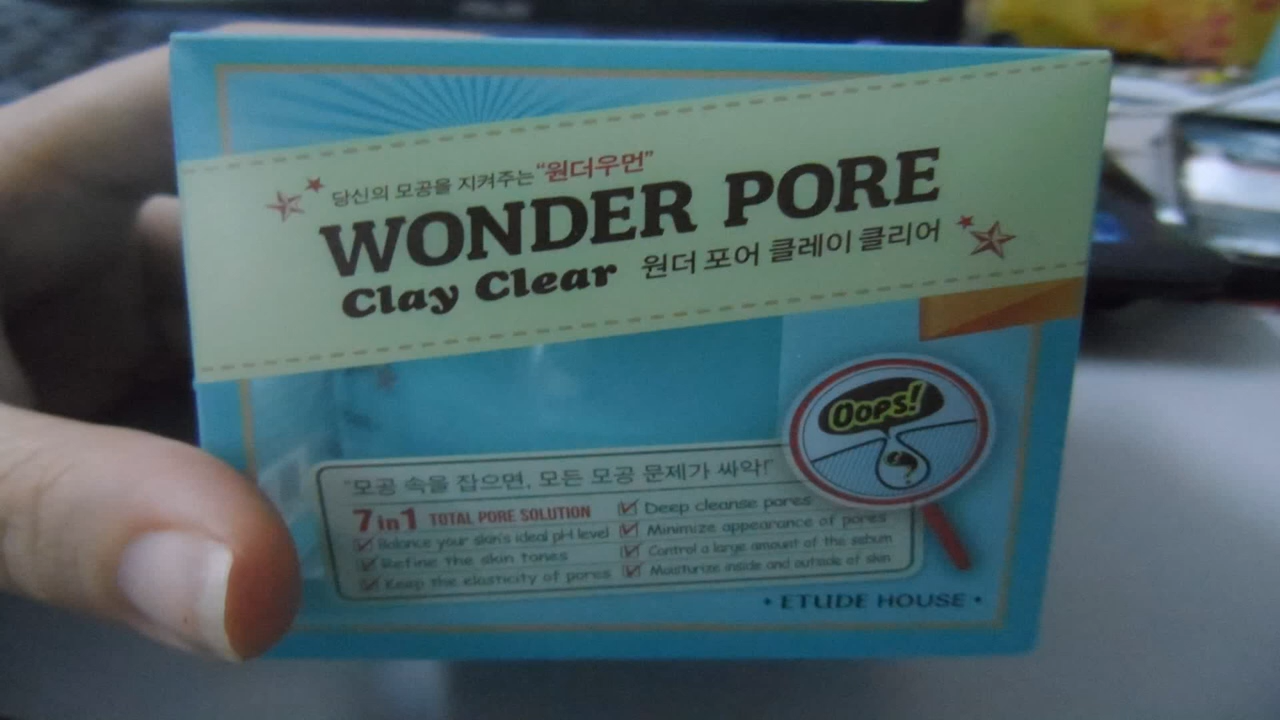 당신의 모공을 지켜주는 "원더우먼"
WONDER PORE
Clay Clear 원더 포어 클레이 클리어
Oops!
"모공 속을 잡으면, 모든 모공 문제가 싸악!"
7 in 1 TOTAL PORE SOLUTION
Balance your skin's ideal pH level
Refine the skin tones
Keep the elasticity of pores
Deep cleanse pores
Minimize appearance of pores
Control a large amount of the sebum
Moisturize inside and outside of skin
• ETUDE HOUSE •